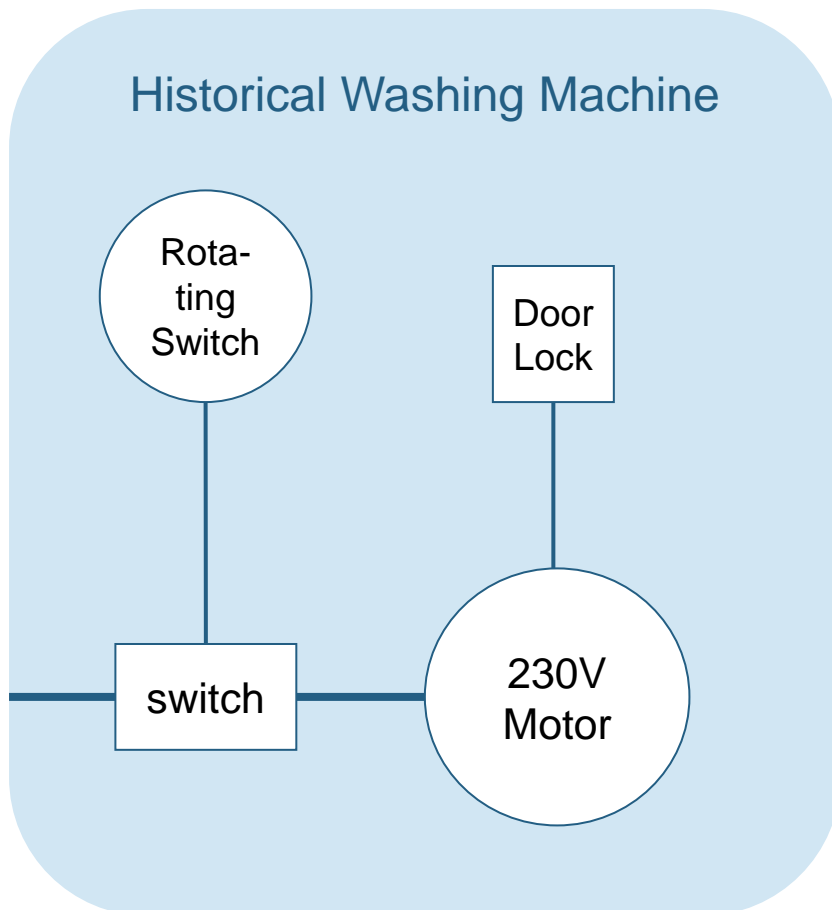 Historical Washing Machine
Rota-
ting
Switch
Door
Lock
switch
230V
Motor